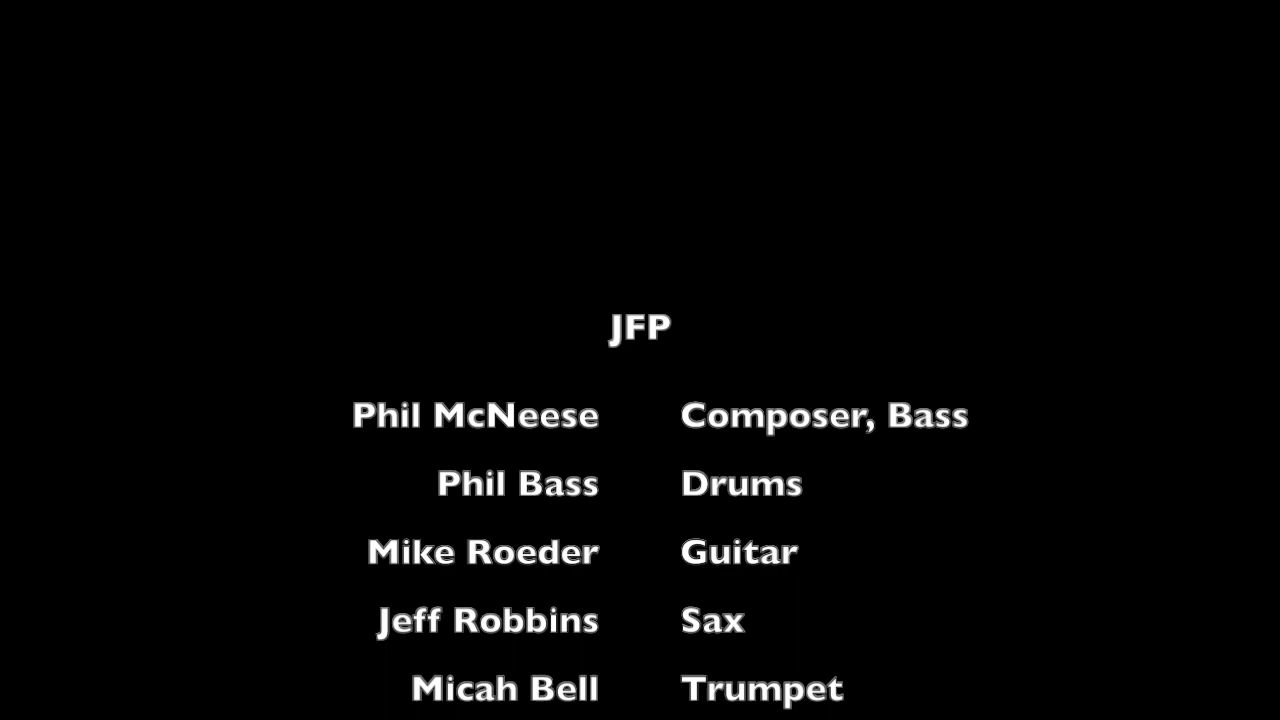 JFP
Phil McNeese Composer, Bass
Phil Bass Drums
Mike Roeder Guitar
Jeff Robbins Sax
Micah Bell Trumpet